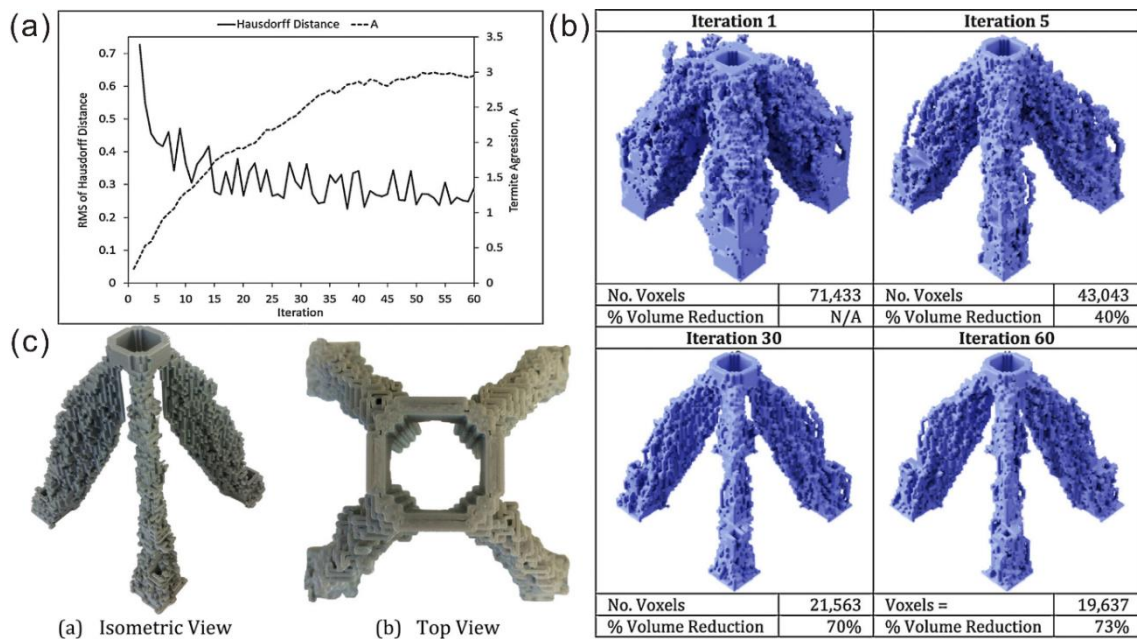 (a)
Hausdorff Distance
A
0.7
0.6
0.5
0.4
0.3
0.2
0.1
0
RMS of Hausdorff Distance
3.5
3
2.5
2
1.5
1
0.5
0
Termite Agression, A
0 5 10 15 20 25 30 35 40 45 50 55 60
Iteration
(b)
Iteration 1 Iteration 5
No. Voxels 71,433 No. Voxels 43,043
% Volume Reduction N/A % Volume Reduction 40%
Iteration 30 Iteration 60
No. Voxels 21,563 Voxels = 19,637
% Volume Reduction 70% % Volume Reduction 73%
(c)
(a) Isometric View (b) Top View